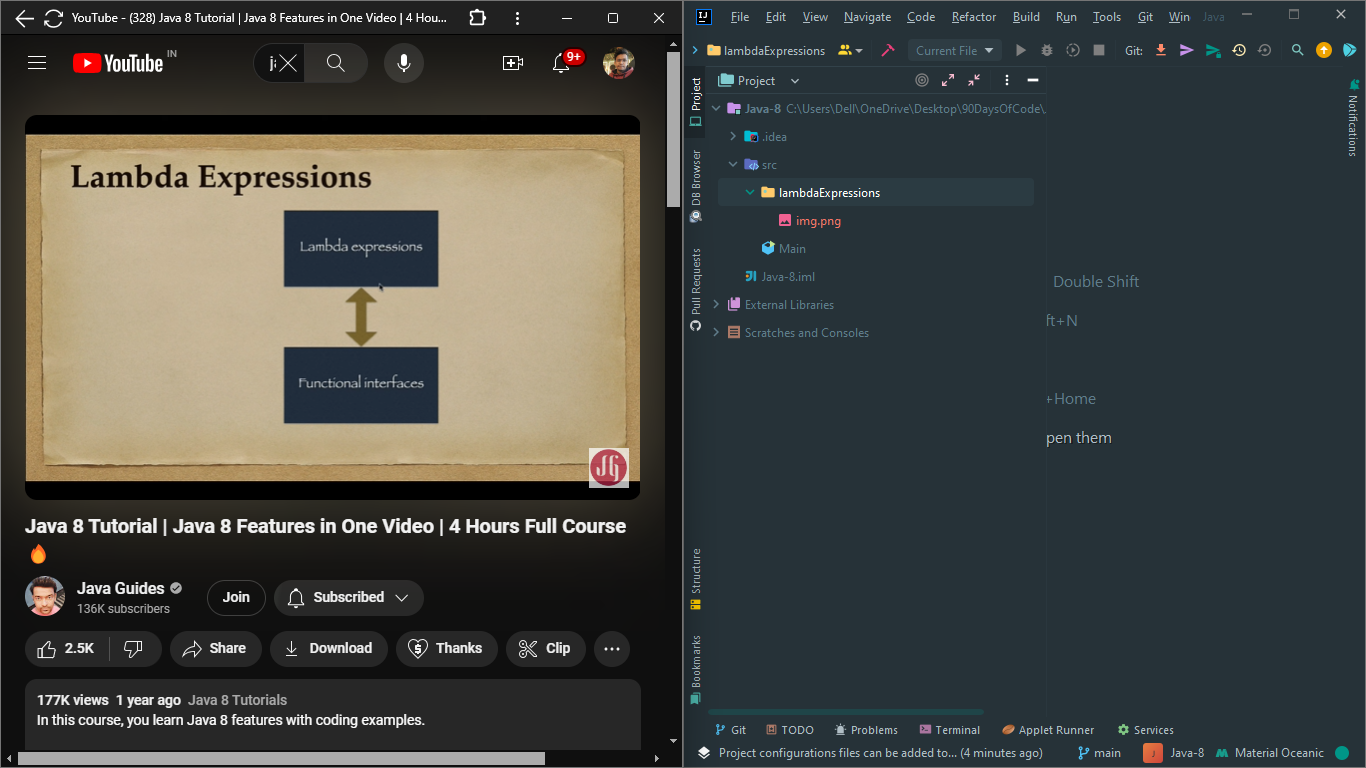 YouTube - (328) Java 8 Tutorial | Java 8 Features in One Video | 4 Hou...
YouTube IN
9+
Lambda Expressions
Lambda expressions
Functional interfaces
JG
Java 8 Tutorial | Java 8 Features in One Video | 4 Hours Full Course
🔥
Java Guides
136K subscribers
Join
Subscribed
2.5K
Share
Download
Thanks
Clip
177K views 1 year ago Java 8 Tutorials
In this course, you learn Java 8 features with coding examples.
IJ
File Edit View Navigate Code Refactor Build Run Tools Git Win Java
lambdaExpressions
Current File
Git:
Project
Project
Java-8 C:\Users\Dell\OneDrive\Desktop\90DaysOfCode\
.idea
src
lambdaExpressions
img.png
Main
Java-8.iml
External Libraries
Scratches and Consoles
DB Browser
Pull Requests
Structure
Bookmarks
Notifications
Double Shift
ft+N
+Home
pen them
Git TODO Problems Terminal Applet Runner Services
Project configurations files can be added to... (4 minutes ago)
main
Java-8
Material Oceanic